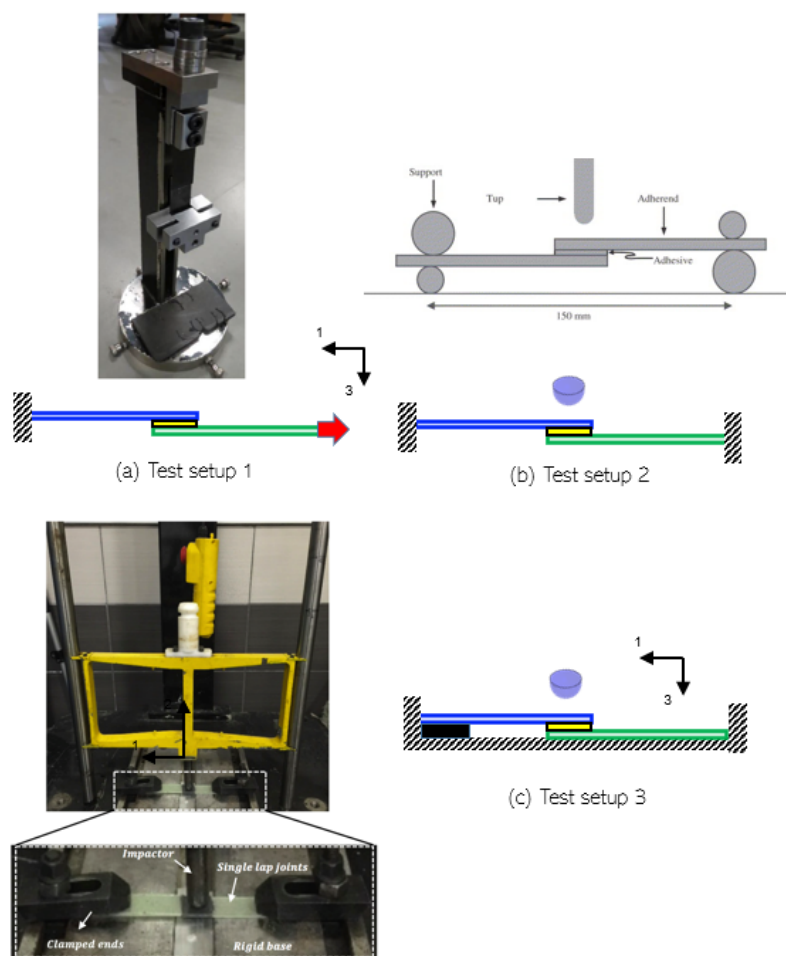 Support
Tup
Adherend
Adhesive
150 mm
1
3
(a) Test setup 1
(b) Test setup 2
1
1
3
(c) Test setup 3
Impactor
Single lap joints
Clamped ends
Rigid base